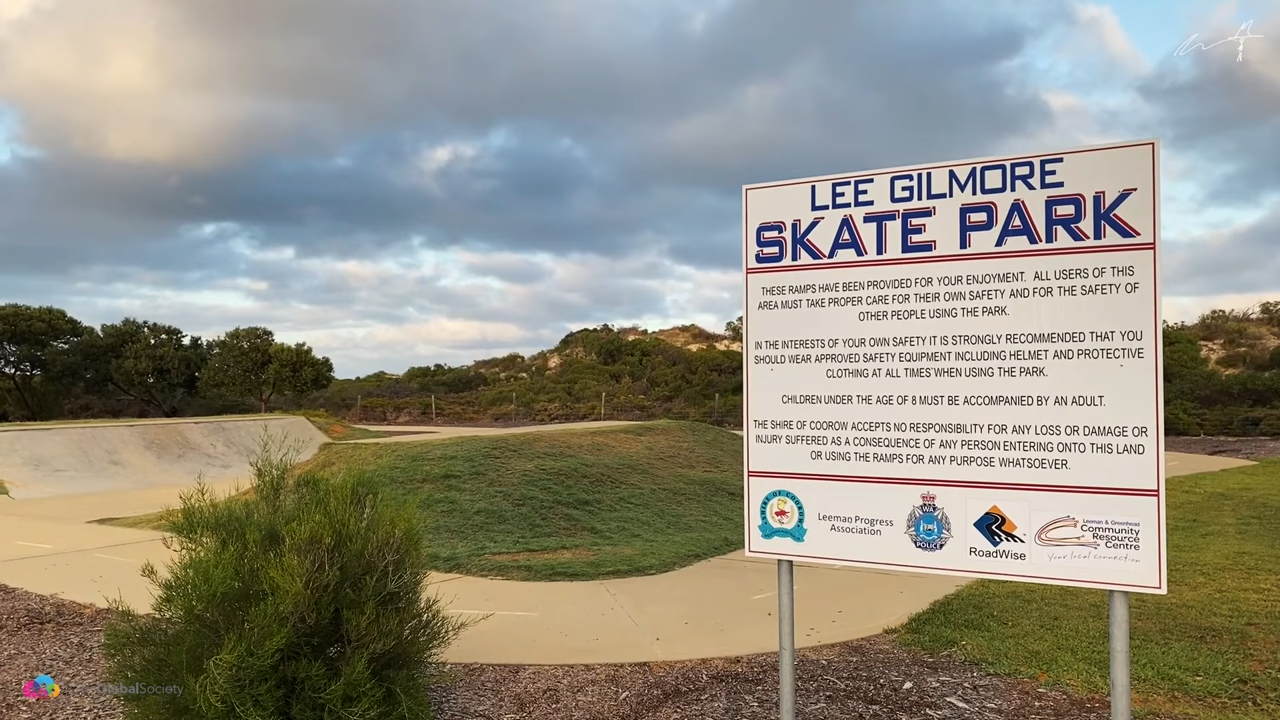 LEE GILMORE
SKATE PARK
THESE RAMPS HAVE BEEN PROVIDED FOR YOUR ENJOYMENT. ALL USERS OF THIS
AREA MUST TAKE PROPER CARE FOR THEIR OWN SAFETY AND FOR THE SAFETY OF
OTHER PEOPLE USING THE PARK.
IN THE INTERESTS OF YOUR OWN SAFETY IT IS STRONGLY RECOMMENDED THAT YOU
SHOULD WEAR APPROVED SAFETY EQUIPMENT INCLUDING HELMET AND PROTECTIVE
CLOTHING AT ALL TIMES WHEN USING THE PARK.
CHILDREN UNDER THE AGE OF 8 MUST BE ACCOMPANIED BY AN ADULT.
THE SHIRE OF COOROW ACCEPTS NO RESPONSIBILITY FOR ANY LOSS OR DAMAGE OR
INJURY SUFFERED AS A CONSEQUENCE OF ANY PERSON ENTERING ONTO THIS LAND
OR USING THE RAMPS FOR ANY PURPOSE WHATSOEVER.
SHIRE OF COOROW
Leeman Progress
Association
WA
POLICE
RoadWise
Leeman & Greenhead
Community
Resource
Centre
Your local connection
GlobalSociety